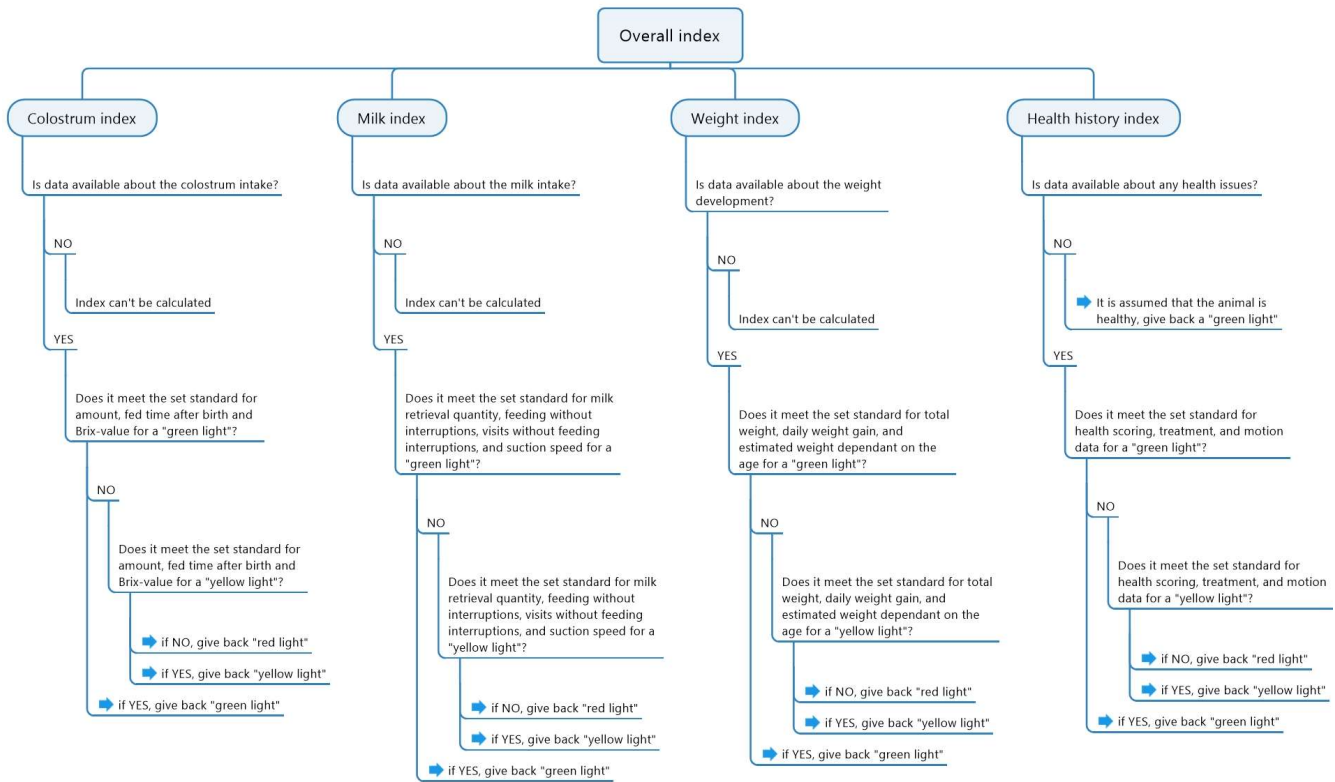 Overall index
Colostrum index
Is data available about the colostrum intake?
NO
Index can't be calculated
YES
Does it meet the set standard for
amount, fed time after birth and
Brix-value for a "green light"?
NO
Does it meet the set standard for
amount, fed time after birth and
Brix-value for a "yellow light"?
if NO, give back "red light"
if YES, give back "yellow light"
if YES, give back "green light"
Milk index
Is data available about the milk intake?
NO
Index can't be calculated
YES
Does it meet the set standard for milk
retrieval quantity, feeding without
interruptions, visits without feeding
interruptions, and suction speed for a
"green light"?
NO
Does it meet the set standard for milk
retrieval quantity, feeding without
interruptions, visits without feeding
interruptions, and suction speed for a
"yellow light"?
if NO, give back "red light"
if YES, give back "yellow light"
if YES, give back "green light"
Weight index
Is data available about the weight
development?
NO
Index can't be calculated
YES
Does it meet the set standard for total
weight, daily weight gain, and
estimated weight dependant on the
age for a "green light"?
NO
Does it meet the set standard for total
weight, daily weight gain, and
estimated weight dependant on the
age for a "yellow light"?
if NO, give back "red light"
if YES, give back "yellow light"
if YES, give back "green light"
Health history index
Is data available about any health issues?
NO
It is assumed that the animal is
healthy, give back a "green light"
YES
Does it meet the set standard for
health scoring, treatment, and motion
data for a "green light"?
NO
Does it meet the set standard for
health scoring, treatment, and motion
data for a "yellow light"?
if NO, give back "red light"
if YES, give back "yellow light"
if YES, give back "green light"